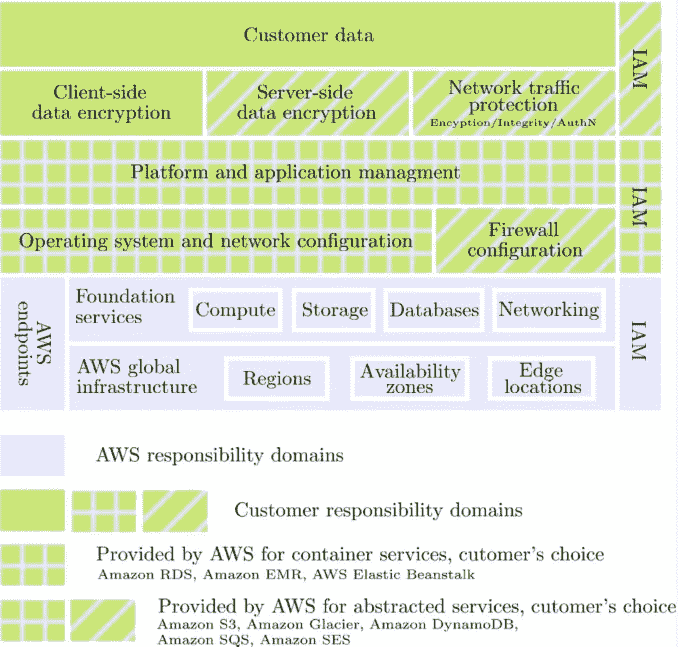 Customer data
IAM
Client-side
data encryption
Server-side
data encryption
Network traffic
protection
Encyption/Integrity/AuthN
Platform and application managment
IAM
Operating system and network configuration
Firewall
configuration
AWS
endpoints
Foundation
services
Compute
Storage
Databases
Networking
IAM
AWS global
infrastructure
Regions
Availability
zones
Edge
locations
AWS responsibility domains
Customer responsibility domains
Provided by AWS for container services, cutomer's choice
Amazon RDS, Amazon EMR, AWS Elastic Beanstalk
Provided by AWS for abstracted services, cutomer's choice
Amazon S3, Amazon Glacier, Amazon DynamoDB,
Amazon SQS, Amazon SES